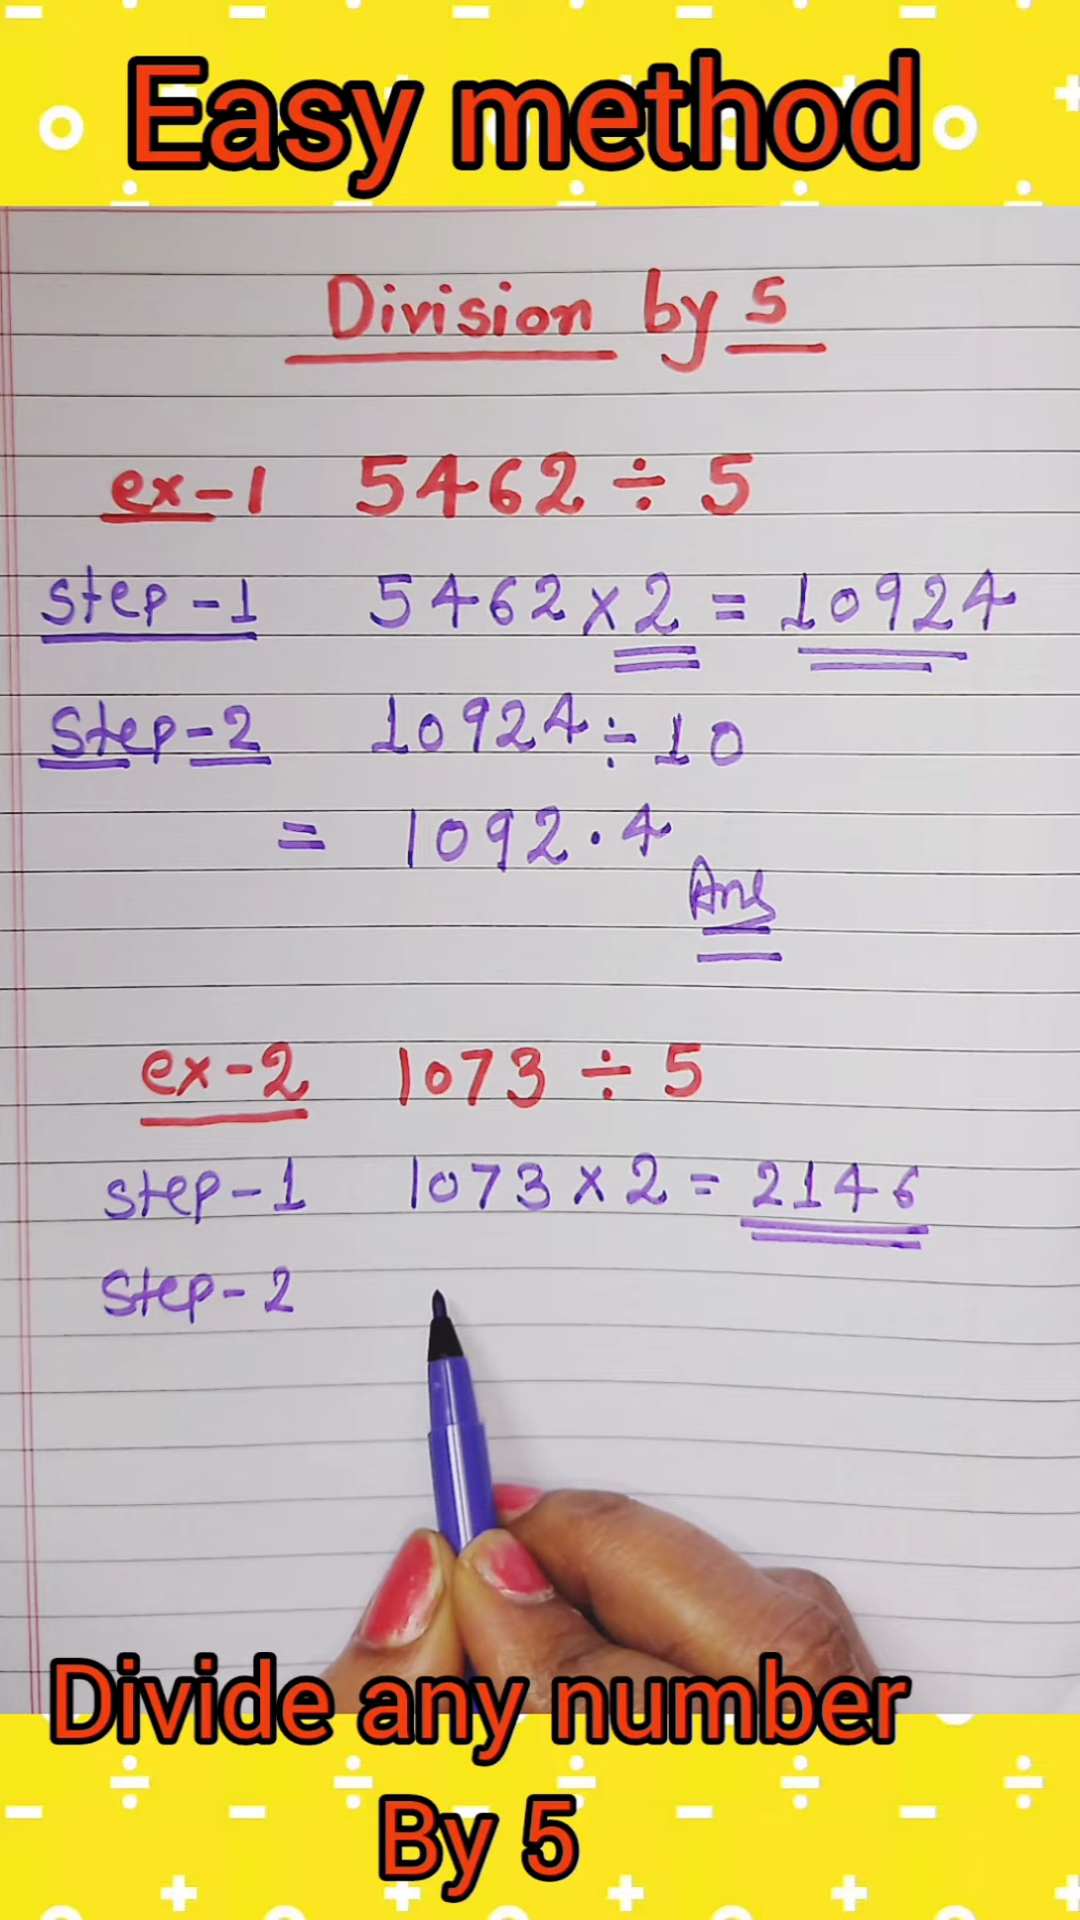 Easy method
Division by 5
ex-1 5462 ÷ 5
Step-1 5462 × 2 = 10924
Step-2 10924 ÷ 10
= 1092.4
Ans
ex-2 1073 ÷ 5
Step-1 1073 × 2 = 2146
Step-2
Divide any number
By 5